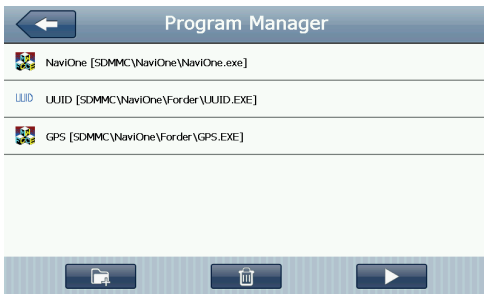 Program Manager
NaviOne [SDMMC\NaviOne\NaviOne.exe]
UUID UUID [SDMMC\NaviOne\Forder\UUID.EXE]
GPS [SDMMC\NaviOne\Forder\GPS.EXE]